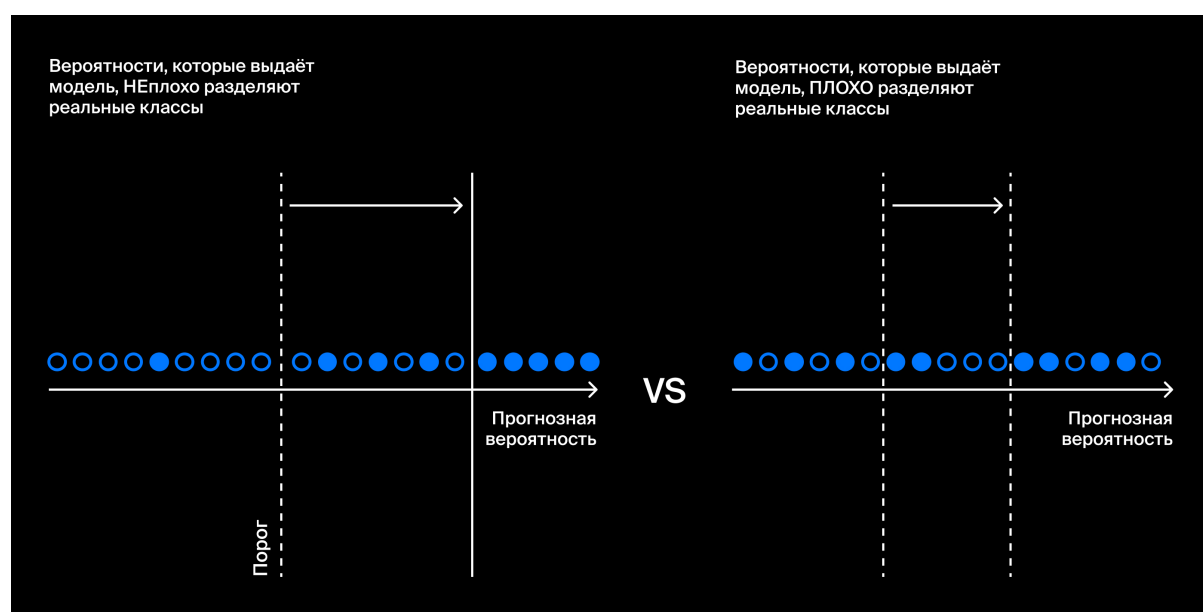 Вероятности, которые выдаёт
модель, НЕплохо разделяют
реальные классы
Вероятности, которые выдаёт
модель, ПЛОХО разделяют
реальные классы
VS
Прогнозная
вероятность
Прогнозная
вероятность
Порог